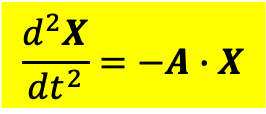 d²X/dt² = −A · X